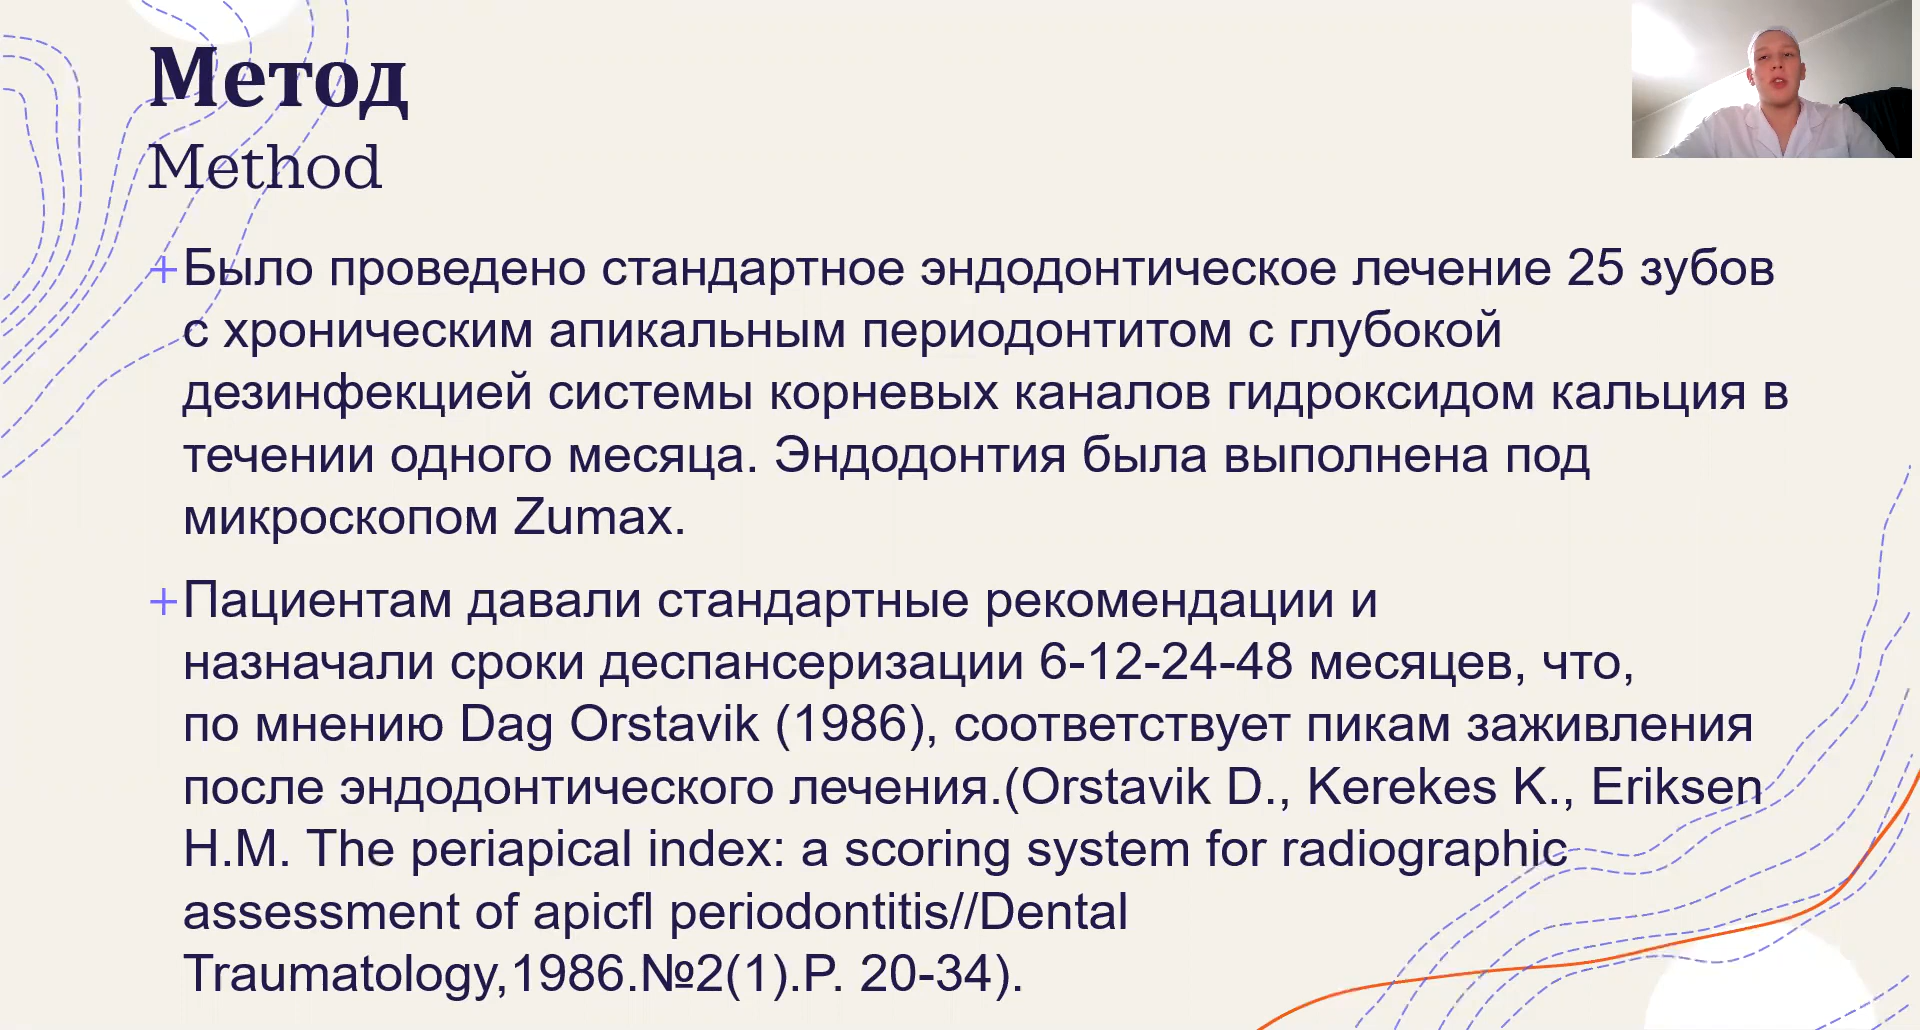 Метод
Method
+Было проведено стандартное эндодонтическое лечение 25 зубов
с хроническим апикальным периодонтитом с глубокой
дезинфекцией системы корневых каналов гидроксидом кальция в
течении одного месяца. Эндодонтия была выполнена под
микроскопом Zumax.
+Пациентам давали стандартные рекомендации и
назначали сроки деспансеризации 6-12-24-48 месяцев, что,
по мнению Dag Orstavik (1986), соответствует пикам заживления
после эндодонтического лечения.(Orstavik D., Kerekes K., Eriksen
H.M. The periapical index: a scoring system for radiographic
assessment of apicfl periodontitis//Dental
Traumatology,1986.№2(1).P. 20-34).